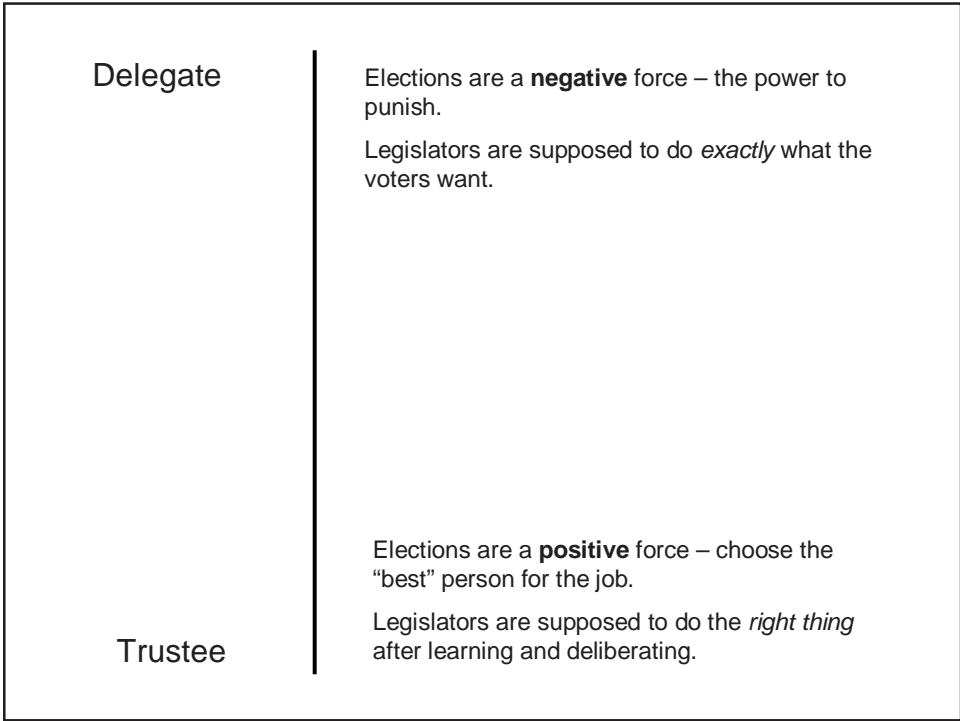 Delegate
Elections are a negative force – the power to
punish.
Legislators are supposed to do exactly what the
voters want.
Elections are a positive force – choose the
“best” person for the job.
Legislators are supposed to do the right thing
after learning and deliberating.
Trustee